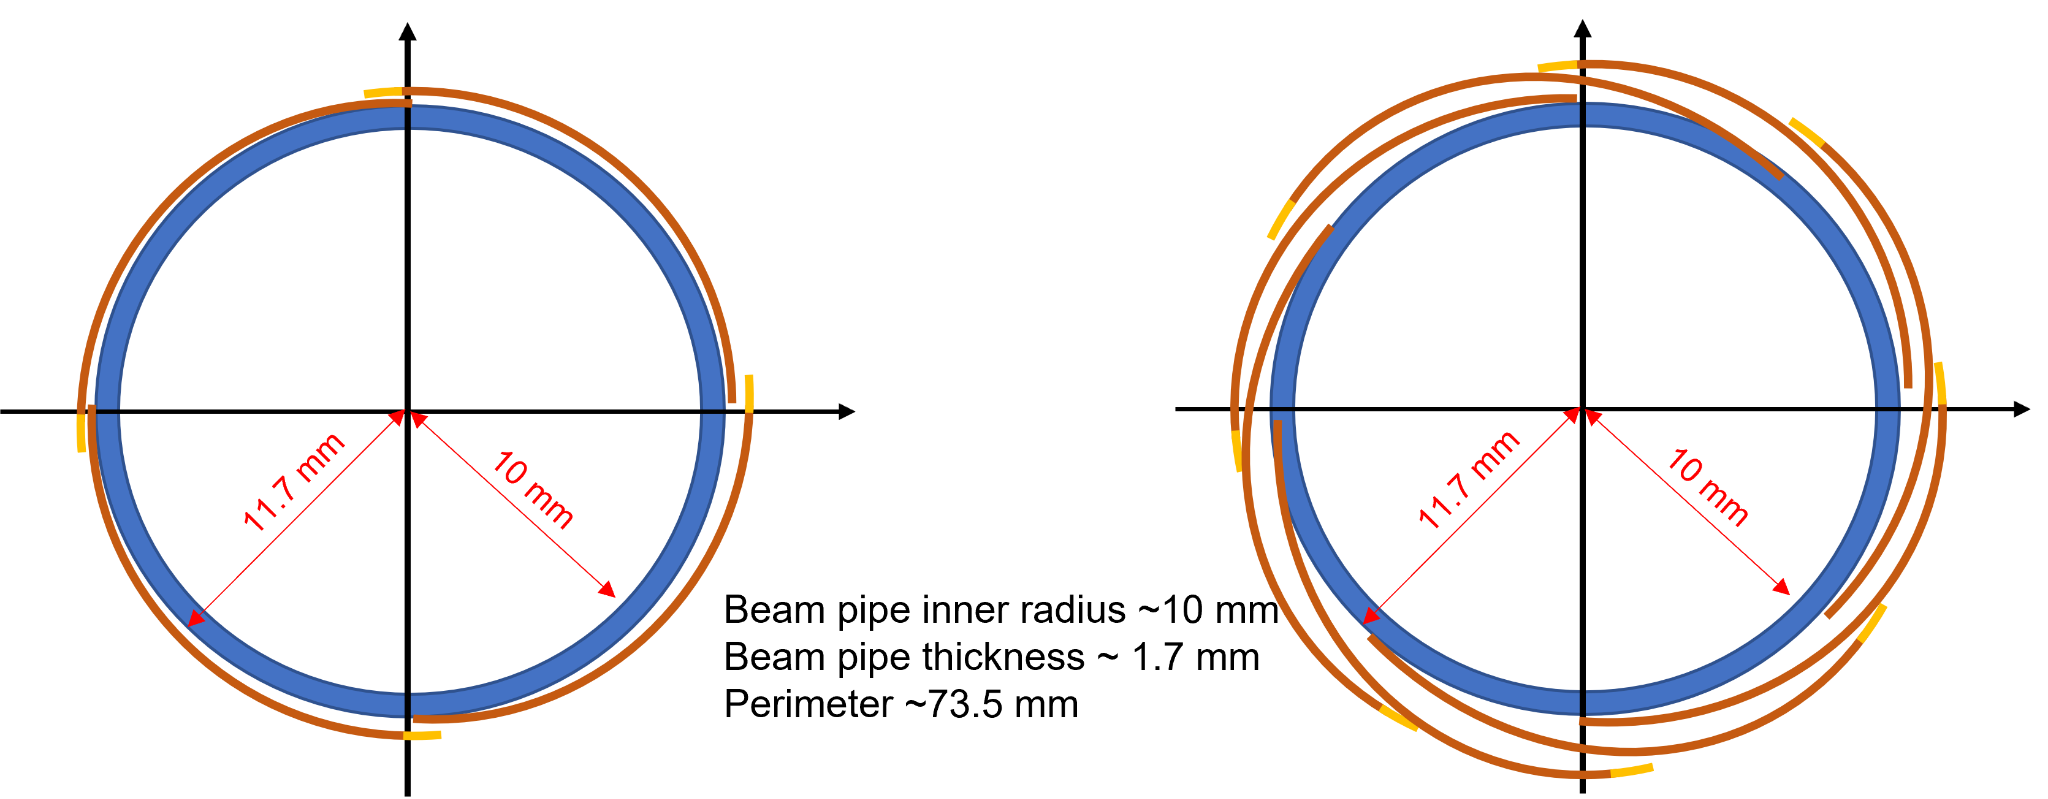 11.7 mm
10 mm
11.7 mm
10 mm
Beam pipe inner radius ~10 mm
Beam pipe thickness ~ 1.7 mm
Perimeter ~73.5 mm